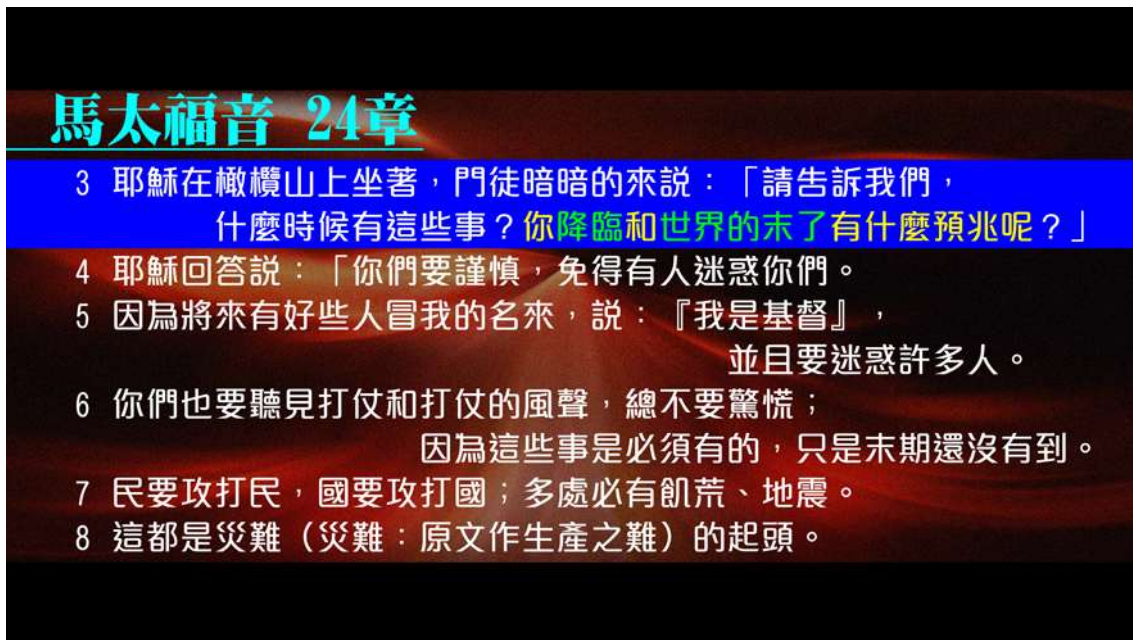 馬太福音 24章
3 耶穌在橄欖山上坐著，門徒暗暗的來說：「請告訴我們，
什麼時候有這些事？你降臨和世界的末了有什麼預兆呢？」
4 耶穌回答說：「你們要謹慎，免得有人迷惑你們。
5 因為將來有好些人冒我的名來，說：『我是基督』，
並且要迷惑許多人。
6 你們也要聽見打仗和打仗的風聲，總不要驚慌；
因為這些事是必須有的，只是末期還沒有到。
7 民要攻打民，國要攻打國；多處必有飢荒、地震。
8 這都是災難（災難：原文作生產之難）的起頭。